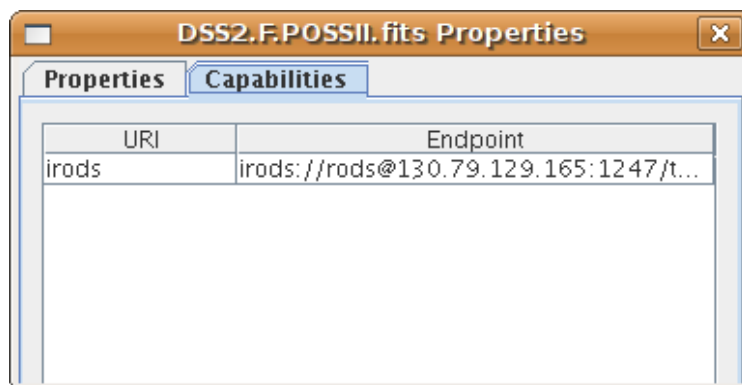 DSS2.F.POSSII.fits Properties
Properties Capabilities
URI Endpoint
irods irods://rods@130.79.129.165:1247/t...